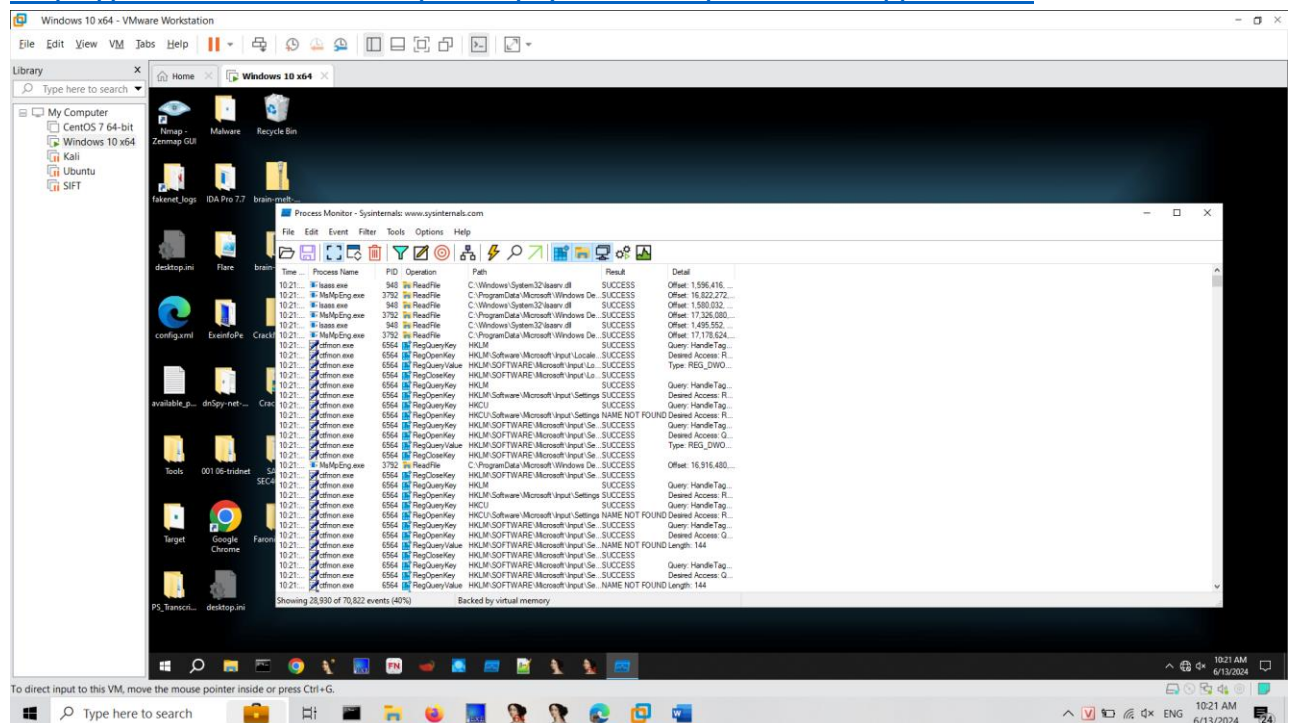 Windows 10 x64 - VMware Workstation
File Edit View VM Tabs Help
Library X
Home
Windows 10 x64
Type here to search
My Computer
CentOS 7 64-bit
Windows 10 x64
Kali
Ubuntu
SIFT
Nmap - Zenmap GUI
Malware
Recycle Bin
fakenet_logs
IDA Pro 7.7
brain-melt-...
desktop.ini
Flare
brain-
config.xml
ExeinfoPe
Crackl
available_p...
dnSpy-net-...
Crac
Tools
001 06-tridnet
SA
SEC4
Target
Google Chrome
Faroni
PS_Transcri...
desktop.ini
Process Monitor - Sysinternals: www.sysinternals.com
File Edit Event Filter Tools Options Help
Time ... Process Name PID Operation Path Result Detail
10:21:... lsass.exe 948 ReadFile C:\Windows\System32\lsasrv.dll SUCCESS Offset: 1,596,416, ...
10:21:... MsMpEng.exe 3792 ReadFile C:\ProgramData\Microsoft\Windows De... SUCCESS Offset: 16,822,272,...
10:21:... lsass.exe 948 ReadFile C:\Windows\System32\lsasrv.dll SUCCESS Offset: 1,580,032, ...
10:21:... MsMpEng.exe 3792 ReadFile C:\ProgramData\Microsoft\Windows De... SUCCESS Offset: 17,326,080,...
10:21:... lsass.exe 948 ReadFile C:\Windows\System32\lsasrv.dll SUCCESS Offset: 1,495,552, ...
10:21:... MsMpEng.exe 3792 ReadFile C:\ProgramData\Microsoft\Windows De... SUCCESS Offset: 17,178,624,...
10:21:... ctfmon.exe 6564 RegQueryKey HKLM SUCCESS Query: HandleTag...
10:21:... ctfmon.exe 6564 RegOpenKey HKLM\Software\Microsoft\Input\Locale... SUCCESS Desired Access: R...
10:21:... ctfmon.exe 6564 RegQueryValue HKLM\SOFTWARE\Microsoft\Input\Lo... SUCCESS Type: REG_DWO...
10:21:... ctfmon.exe 6564 RegCloseKey HKLM\SOFTWARE\Microsoft\Input\Lo... SUCCESS
10:21:... ctfmon.exe 6564 RegQueryKey HKLM SUCCESS Query: HandleTag...
10:21:... ctfmon.exe 6564 RegOpenKey HKLM\Software\Microsoft\Input\Settings SUCCESS Desired Access: R...
10:21:... ctfmon.exe 6564 RegQueryKey HKCU SUCCESS Query: HandleTag...
10:21:... ctfmon.exe 6564 RegOpenKey HKCU\Software\Microsoft\Input\Settings NAME NOT FOUND Desired Access: R...
10:21:... ctfmon.exe 6564 RegQueryKey HKLM\SOFTWARE\Microsoft\Input\Se... SUCCESS Query: HandleTag...
10:21:... ctfmon.exe 6564 RegOpenKey HKLM\SOFTWARE\Microsoft\Input\Se... SUCCESS Desired Access: Q...
10:21:... ctfmon.exe 6564 RegQueryValue HKLM\SOFTWARE\Microsoft\Input\Se... SUCCESS Type: REG_DWO...
10:21:... ctfmon.exe 6564 RegCloseKey HKLM\SOFTWARE\Microsoft\Input\Se... SUCCESS
10:21:... MsMpEng.exe 3792 ReadFile C:\ProgramData\Microsoft\Windows De... SUCCESS Offset: 16,916,480,...
10:21:... ctfmon.exe 6564 RegCloseKey HKLM\SOFTWARE\Microsoft\Input\Se... SUCCESS
10:21:... ctfmon.exe 6564 RegQueryKey HKLM SUCCESS Query: HandleTag...
10:21:... ctfmon.exe 6564 RegOpenKey HKLM\Software\Microsoft\Input\Settings SUCCESS Desired Access: R...
10:21:... ctfmon.exe 6564 RegQueryKey HKCU SUCCESS Query: HandleTag...
10:21:... ctfmon.exe 6564 RegOpenKey HKCU\Software\Microsoft\Input\Settings NAME NOT FOUND Desired Access: R...
10:21:... ctfmon.exe 6564 RegQueryKey HKLM\SOFTWARE\Microsoft\Input\Se... SUCCESS Query: HandleTag...
10:21:... ctfmon.exe 6564 RegOpenKey HKLM\SOFTWARE\Microsoft\Input\Se... SUCCESS Desired Access: Q...
10:21:... ctfmon.exe 6564 RegQueryValue HKLM\SOFTWARE\Microsoft\Input\Se... NAME NOT FOUND Length: 144
10:21:... ctfmon.exe 6564 RegCloseKey HKLM\SOFTWARE\Microsoft\Input\Se... SUCCESS
10:21:... ctfmon.exe 6564 RegQueryKey HKLM\SOFTWARE\Microsoft\Input\Se... SUCCESS Query: HandleTag...
10:21:... ctfmon.exe 6564 RegOpenKey HKLM\SOFTWARE\Microsoft\Input\Se... SUCCESS Desired Access: Q...
10:21:... ctfmon.exe 6564 RegQueryValue HKLM\SOFTWARE\Microsoft\Input\Se... NAME NOT FOUND Length: 144
Showing 28,930 of 70,822 events (40%) Backed by virtual memory
FN
10:21 AM
6/13/2024
To direct input to this VM, move the mouse pointer inside or press Ctrl+G.
Type here to search
ENG
10:21 AM
6/13/2024
24